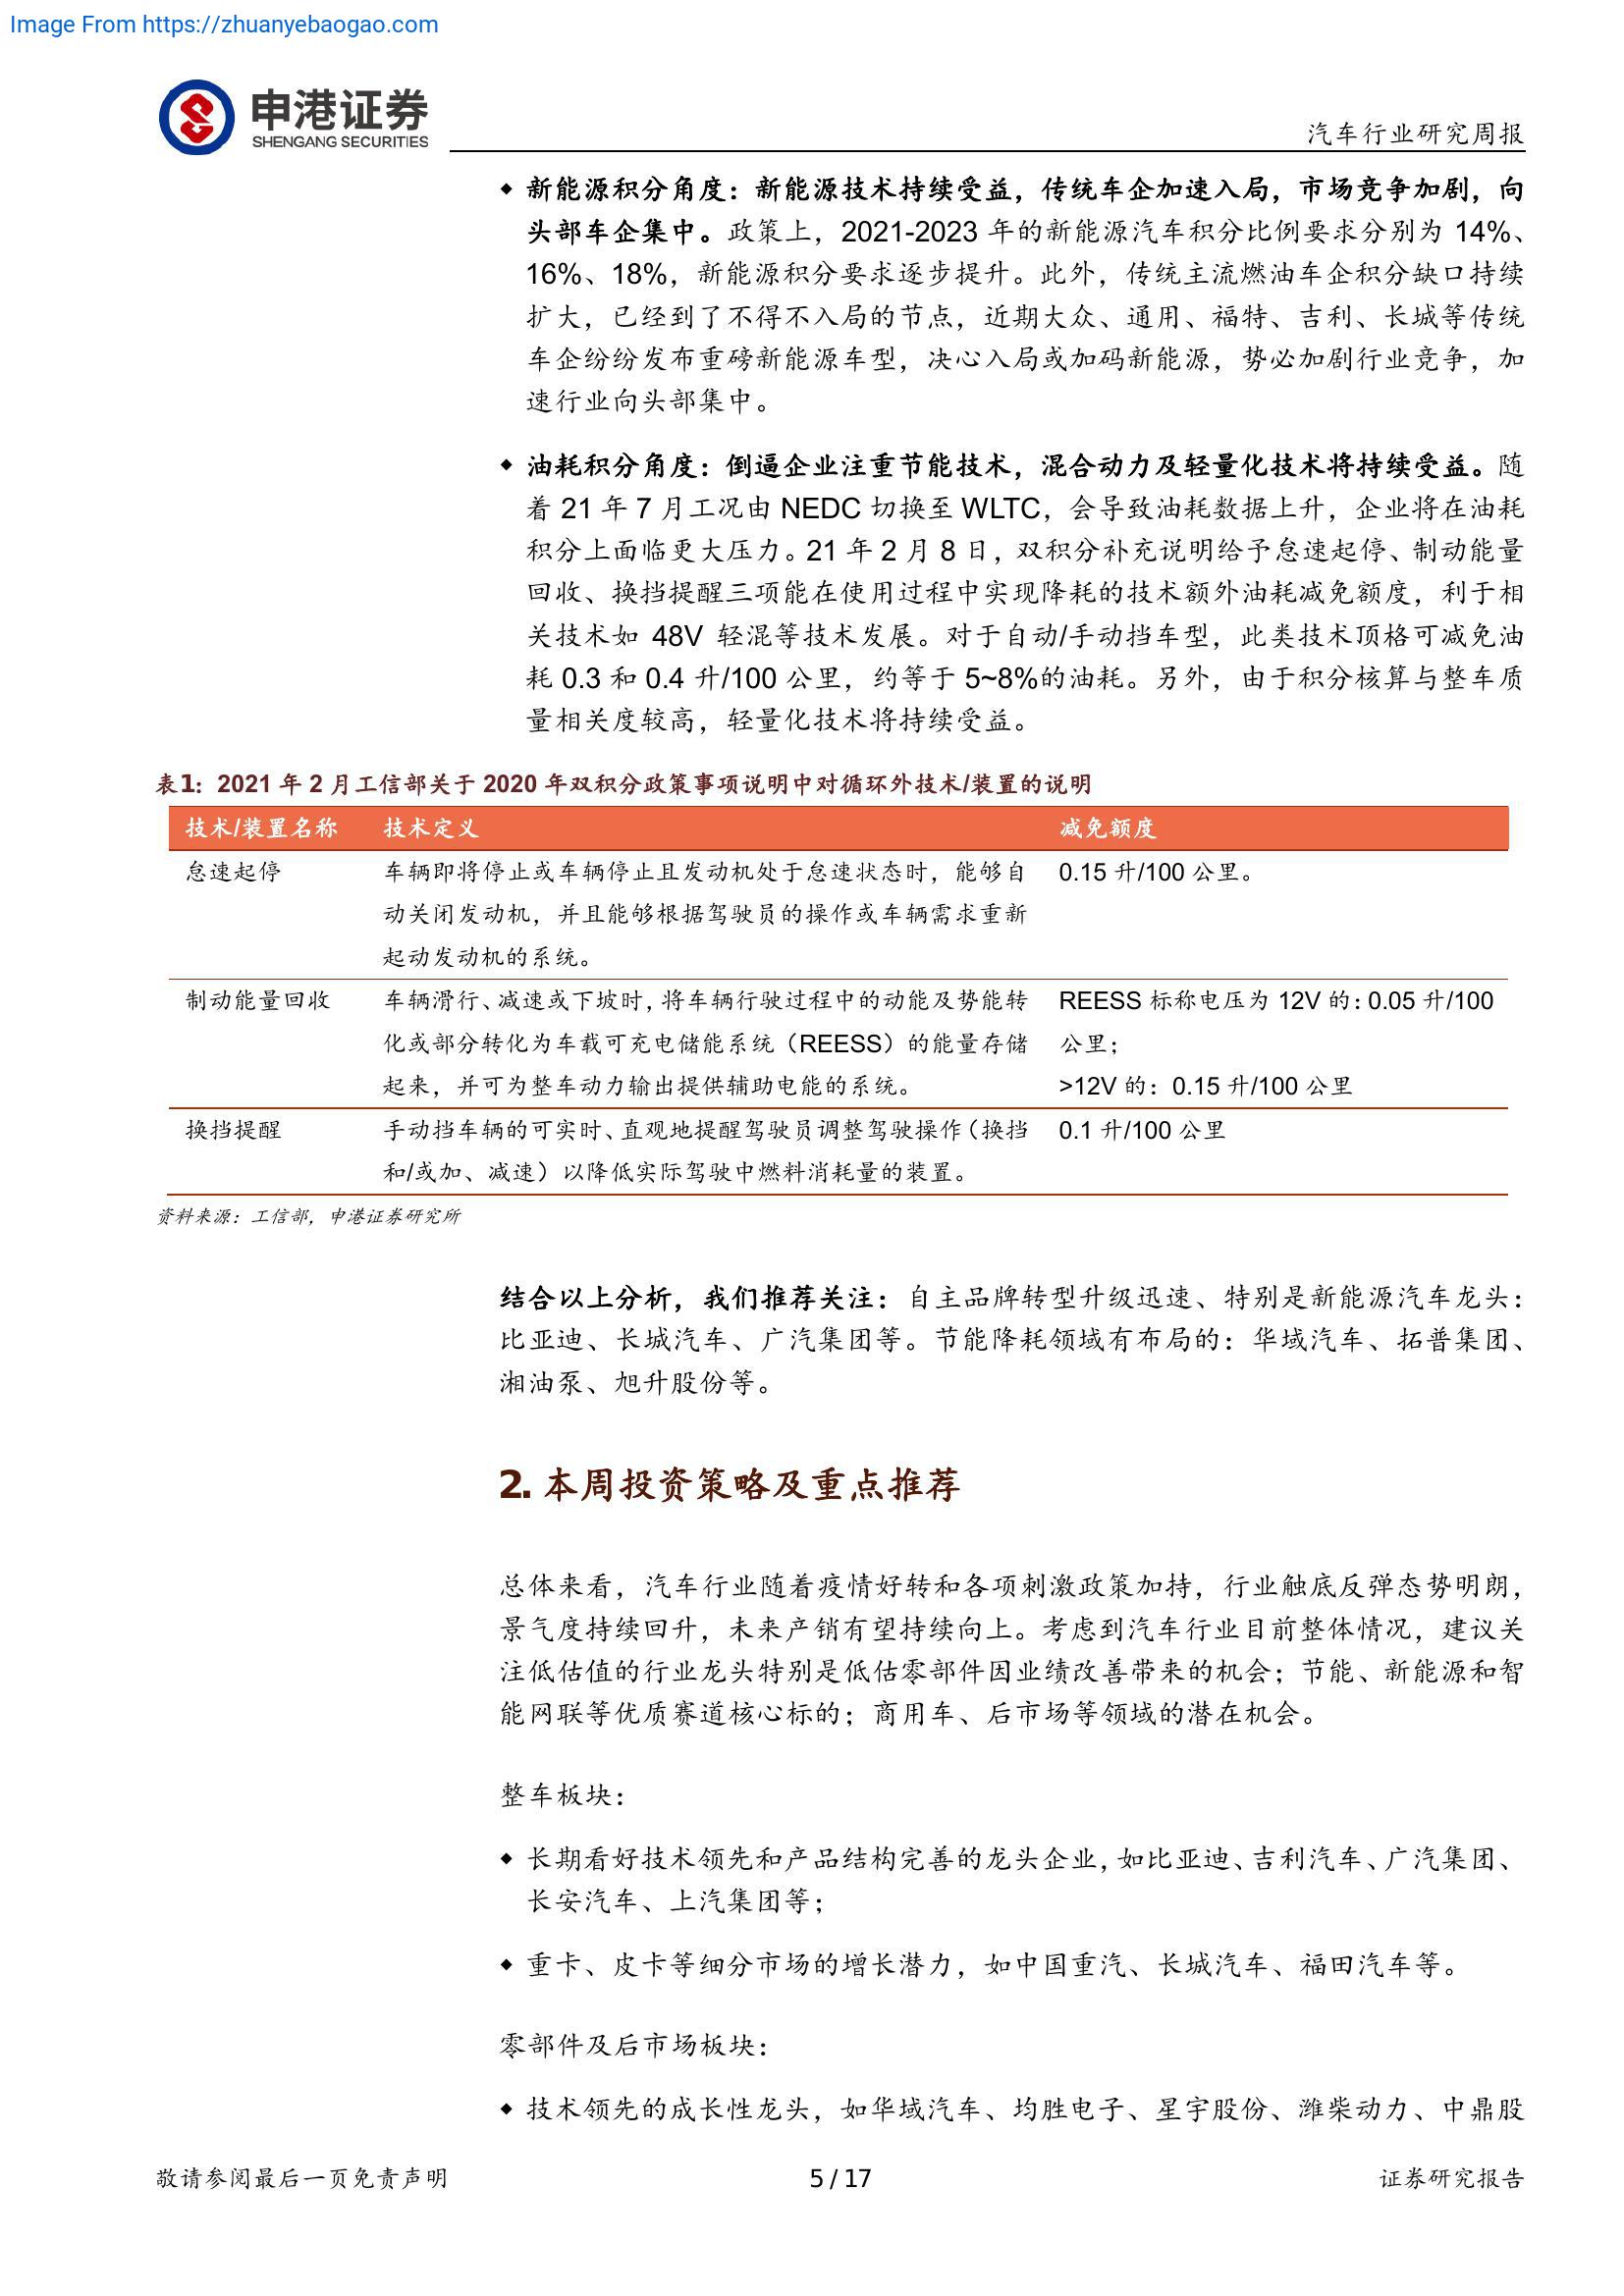 Image From https://zhuanyebaogao.com
申港证券
SHENGANG SECURITIES
汽车行业研究周报
◆ 新能源积分角度：新能源技术持续受益，传统车企加速入局，市场竞争加剧，向
头部车企集中。政策上，2021-2023 年的新能源汽车积分比例要求分别为 14%、
16%、18%，新能源积分要求逐步提升。此外，传统主流燃油车企积分缺口持续
扩大，已经到了不得不入局的节点，近期大众、通用、福特、吉利、长城等传统
车企纷纷发布重磅新能源车型，决心入局或加码新能源，势必加剧行业竞争，加
速行业向头部集中。
◆ 油耗积分角度：倒逼企业注重节能技术，混合动力及轻量化技术将持续受益。随
着 21 年 7 月工况由 NEDC 切换至 WLTC，会导致油耗数据上升，企业将在油耗
积分上面临更大压力。21 年 2 月 8 日，双积分补充说明给予怠速起停、制动能量
回收、换挡提醒三项能在使用过程中实现降耗的技术额外油耗减免额度，利于相
关技术如 48V 轻混等技术发展。对于自动/手动挡车型，此类技术顶格可减免油
耗 0.3 和 0.4 升/100 公里，约等于 5~8%的油耗。另外，由于积分核算与整车质
量相关度较高，轻量化技术将持续受益。
表1：2021 年 2 月工信部关于 2020 年双积分政策事项说明中对循环外技术/装置的说明
技术/装置名称 技术定义 减免额度
怠速起停 车辆即将停止或车辆停止且发动机处于怠速状态时，能够自 0.15 升/100 公里。
动关闭发动机，并且能够根据驾驶员的操作或车辆需求重新
起动发动机的系统。
制动能量回收 车辆滑行、减速或下坡时，将车辆行驶过程中的动能及势能转 REESS 标称电压为 12V 的：0.05 升/100
化或部分转化为车载可充电储能系统（REESS）的能量存储 公里；
起来，并可为整车动力输出提供辅助电能的系统。 >12V 的：0.15 升/100 公里
换挡提醒 手动挡车辆的可实时、直观地提醒驾驶员调整驾驶操作（换挡 0.1 升/100 公里
和/或加、减速）以降低实际驾驶中燃料消耗量的装置。
资料来源：工信部，申港证券研究所
结合以上分析，我们推荐关注：自主品牌转型升级迅速、特别是新能源汽车龙头：
比亚迪、长城汽车、广汽集团等。节能降耗领域有布局的：华域汽车、拓普集团、
湘油泵、旭升股份等。
2. 本周投资策略及重点推荐
总体来看，汽车行业随着疫情好转和各项刺激政策加持，行业触底反弹态势明朗，
景气度持续回升，未来产销有望持续向上。考虑到汽车行业目前整体情况，建议关
注低估值的行业龙头特别是低估零部件因业绩改善带来的机会；节能、新能源和智
能网联等优质赛道核心标的；商用车、后市场等领域的潜在机会。
整车板块：
◆ 长期看好技术领先和产品结构完善的龙头企业，如比亚迪、吉利汽车、广汽集团、
长安汽车、上汽集团等；
◆ 重卡、皮卡等细分市场的增长潜力，如中国重汽、长城汽车、福田汽车等。
零部件及后市场板块：
◆ 技术领先的成长性龙头，如华域汽车、均胜电子、星宇股份、潍柴动力、中鼎股
敬请参阅最后一页免责声明 5 / 17 证券研究报告